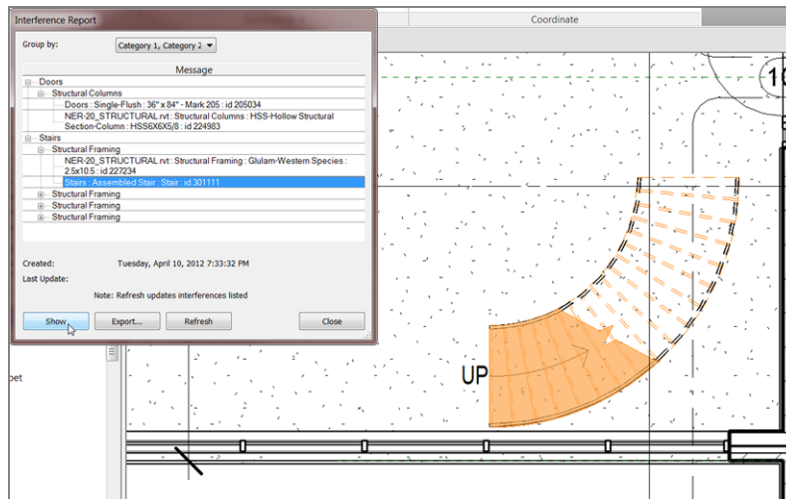 Interference Report
Coordinate
Group by:
Category 1, Category 2
Message
Doors
Structural Columns
Doors : Single-Flush : 36" x 84" - Mark 205 : id 205034
NER-20_STRUCTURAL.rvt : Structural Columns : HSS-Hollow Structural
Section-Column : HSS6X6X5/8 : id 224983
Stairs
Structural Framing
NER-20_STRUCTURAL.rvt : Structural Framing : Glulam-Western Species :
2.5x10.5 : id 227234
Stairs : Assembled Stair : Stair : id 301111
Structural Framing
Structural Framing
Structural Framing
Created:
Tuesday, April 10, 2012 7:33:32 PM
Last Update:
Note: Refresh updates interferences listed
Show
Export...
Refresh
Close
UP